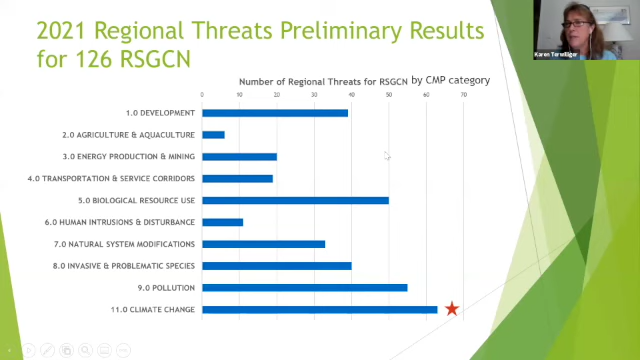 2021 Regional Threats Preliminary Results
for 126 RSGCN
Number of Regional Threats for RSGCN by CMP category
0 10 20 30 40 50 60 70
1.0 DEVELOPMENT
2.0 AGRICULTURE & AQUACULTURE
3.0 ENERGY PRODUCTION & MINING
4.0 TRANSPORTATION & SERVICE CORRIDORS
5.0 BIOLOGICAL RESOURCE USE
6.0 HUMAN INTRUSIONS & DISTURBANCE
7.0 NATURAL SYSTEM MODIFICATIONS
8.0 INVASIVE & PROBLEMATIC SPECIES
9.0 POLLUTION
11.0 CLIMATE CHANGE
Karen Terwilliger